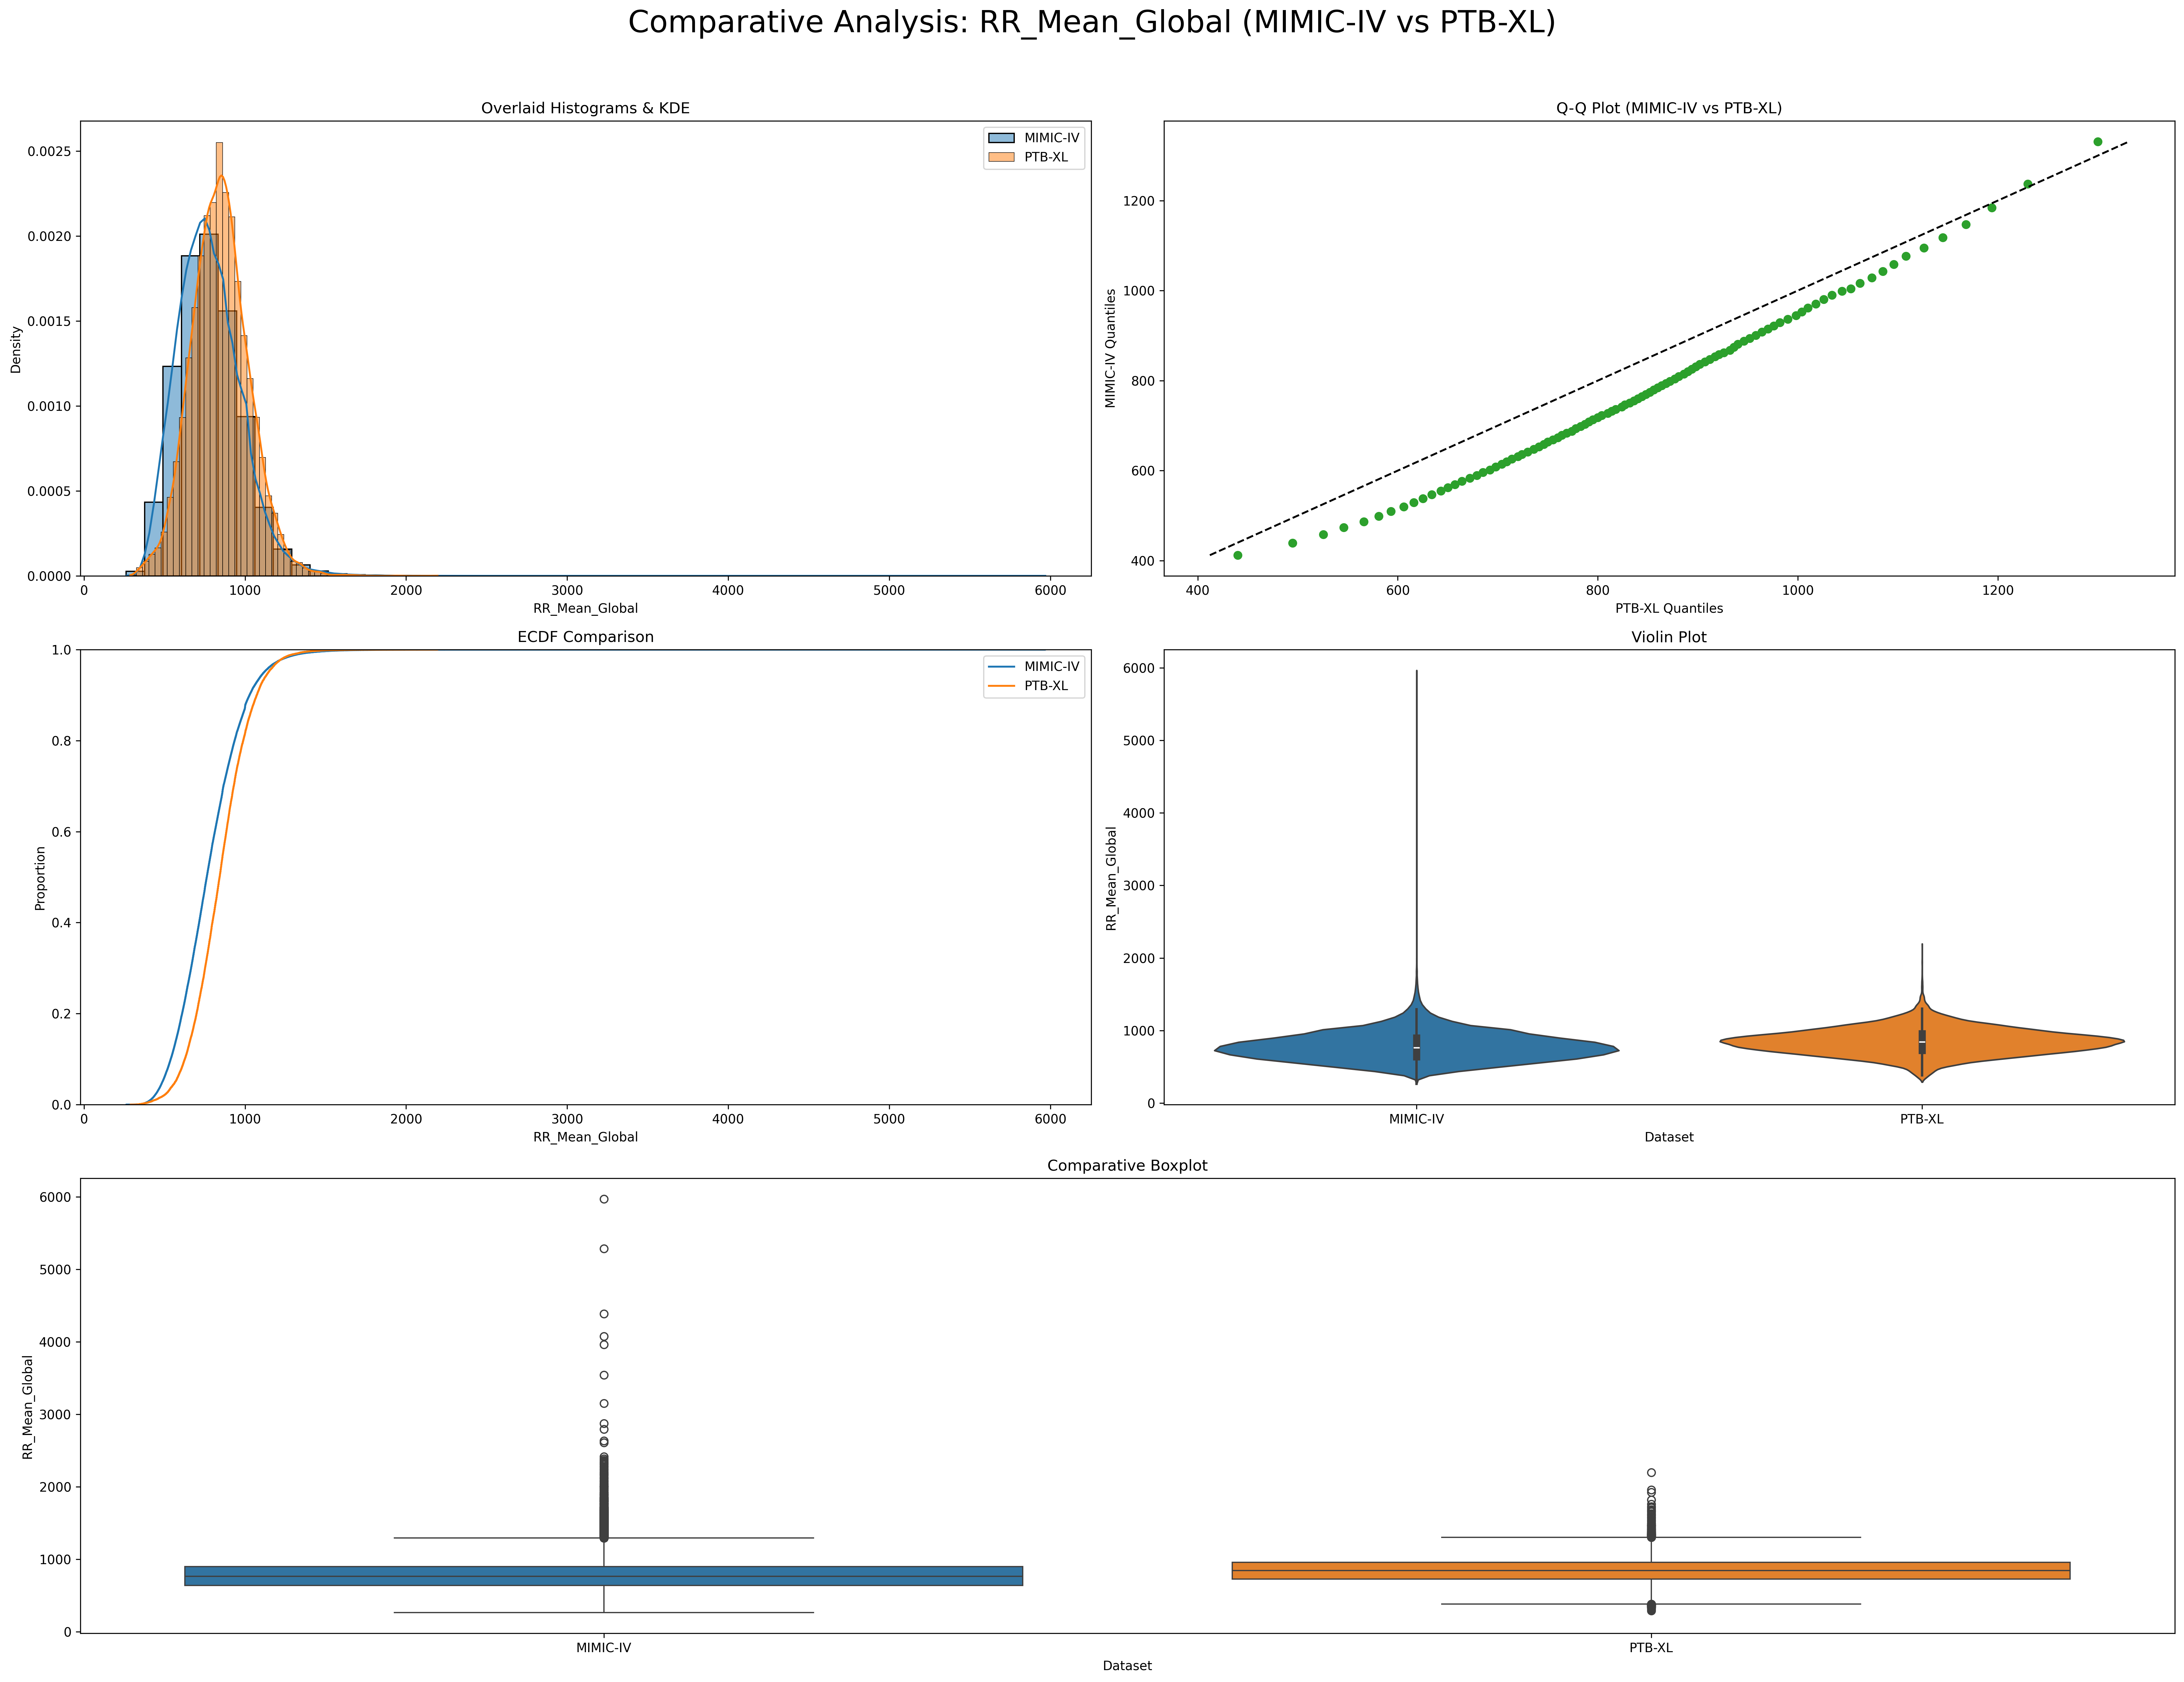 Comparative Analysis: RR_Mean_Global (MIMIC-IV vs PTB-XL)
Overlaid Histograms & KDE
Density
0.0025
0.0020
0.0015
0.0010
0.0005
0.0000
0 1000 2000 3000 4000 5000 6000
RR_Mean_Global
MIMIC-IV
PTB-XL
Q-Q Plot (MIMIC-IV vs PTB-XL)
MIMIC-IV Quantiles
1200
1000
800
600
400
400 600 800 1000 1200
PTB-XL Quantiles
ECDF Comparison
Proportion
1.0
0.8
0.6
0.4
0.2
0.0
0 1000 2000 3000 4000 5000 6000
RR_Mean_Global
MIMIC-IV
PTB-XL
Violin Plot
RR_Mean_Global
6000
5000
4000
3000
2000
1000
0
MIMIC-IV PTB-XL
Dataset
Comparative Boxplot
RR_Mean_Global
6000
5000
4000
3000
2000
1000
0
MIMIC-IV PTB-XL
Dataset